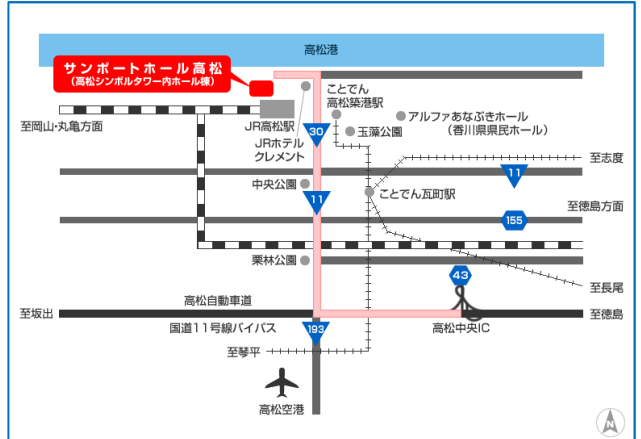 高松港
サンポートホール高松
(高松シンボルタワー内ホール棟)
ことでん
高松築港駅
アルファあなぶきホール
(香川県県民ホール)
至岡山・丸亀方面
JR高松駅
30
玉藻公園
JRホテル
クレメント
至志度
中央公園
11
11
ことでん瓦町駅
至徳島方面
155
栗林公園
43
至長尾
高松自動車道
至坂出
至徳島
国道11号線バイパス
193
高松中央IC
至琴平
高松空港
N